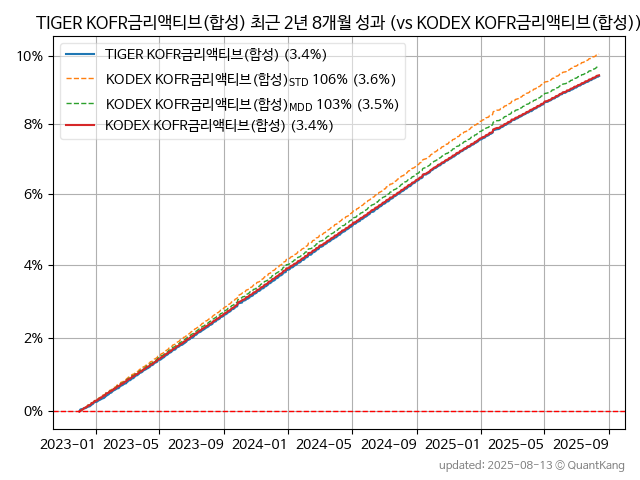 TIGER KOFR금리액티브(합성) 최근 2년 8개월 성과 (vs KODEX KOFR금리액티브(합성))
TIGER KOFR금리액티브(합성) (3.4%)
KODEX KOFR금리액티브(합성)STD 106% (3.6%)
KODEX KOFR금리액티브(합성)MDD 103% (3.5%)
KODEX KOFR금리액티브(합성) (3.4%)
10%
8%
6%
4%
2%
0%
2023-01 2023-05 2023-09 2024-01 2024-05 2024-09 2025-01 2025-05 2025-09
updated: 2025-08-13 © QuantKang